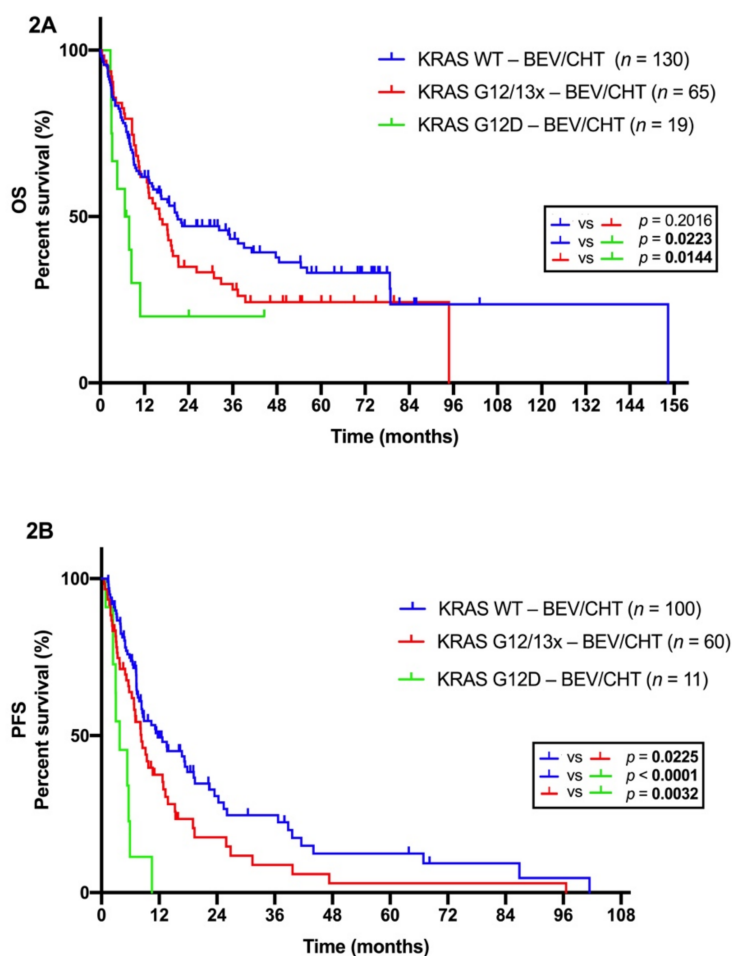 2A
100
50
0
OS
Percent survival (%)
KRAS WT – BEV/CHT (n = 130)
KRAS G12/13x – BEV/CHT (n = 65)
KRAS G12D – BEV/CHT (n = 19)
vs p = 0.2016
vs p = 0.0223
vs p = 0.0144
0 12 24 36 48 60 72 84 96 108 120 132 144 156
Time (months)
2B
100
50
0
PFS
Percent survival (%)
KRAS WT – BEV/CHT (n = 100)
KRAS G12/13x – BEV/CHT (n = 60)
KRAS G12D – BEV/CHT (n = 11)
vs p = 0.0225
vs p < 0.0001
vs p = 0.0032
0 12 24 36 48 60 72 84 96 108
Time (months)